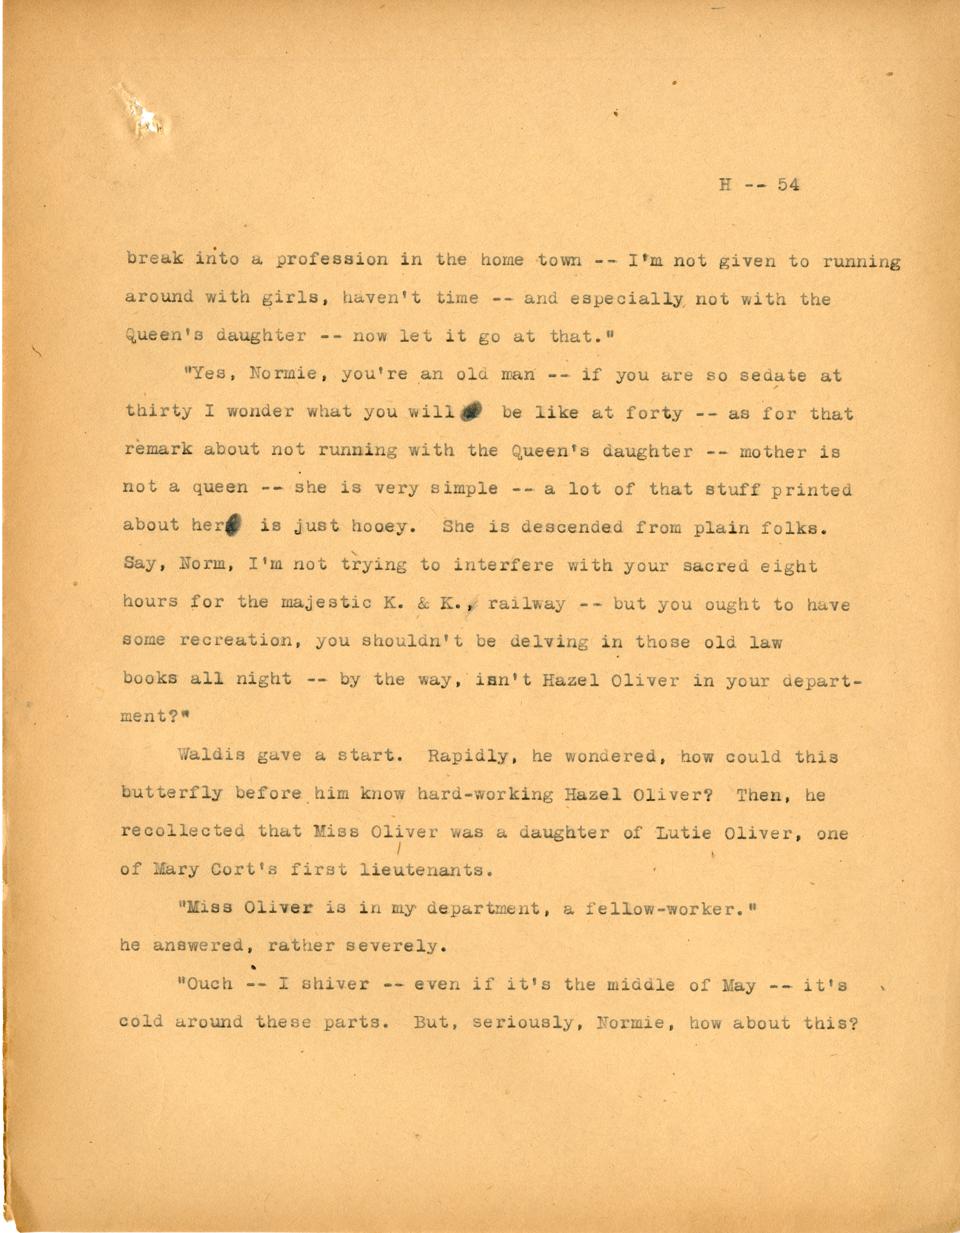 H -- 54
break into a profession in the home town -- I'm not given to running
around with girls, haven't time -- and especially not with the
Queen's daughter -- now let it go at that."
"Yes, Normie, you're an old man -- if you are so sedate at
thirty I wonder what you will be like at forty -- as for that
remark about not running with the Queen's daughter -- mother is
not a queen -- she is very simple -- a lot of that stuff printed
about her is just hooey. She is descended from plain folks.
Say, Norm, I'm not trying to interfere with your sacred eight
hours for the majestic K. & K., railway -- but you ought to have
some recreation, you shouldn't be delving in those old law
books all night -- by the way, isn't Hazel Oliver in your depart-
ment?"
Waldis gave a start. Rapidly, he wondered, how could this
butterfly before him know hard-working Hazel Oliver? Then, he
recollected that Miss Oliver was a daughter of Lutie Oliver, one
of Mary Cort's first lieutenants.
"Miss Oliver is in my department, a fellow-worker."
he answered, rather severely.
"Ouch -- I shiver -- even if it's the middle of May -- it's
cold around these parts. But, seriously, Normie, how about this?